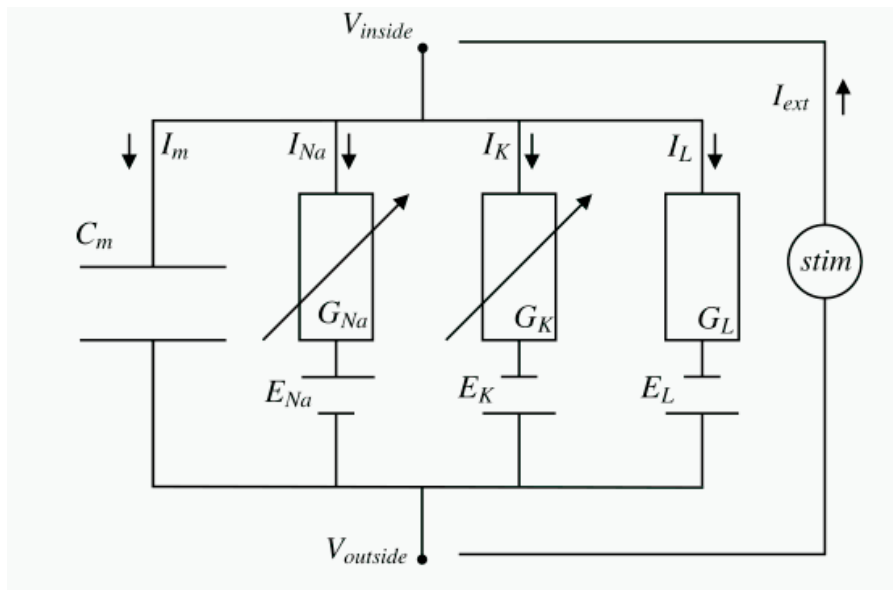 V_inside
I_ext
I_m
I_Na
I_K
I_L
C_m
stim
G_Na
G_K
G_L
E_Na
E_K
E_L
V_outside